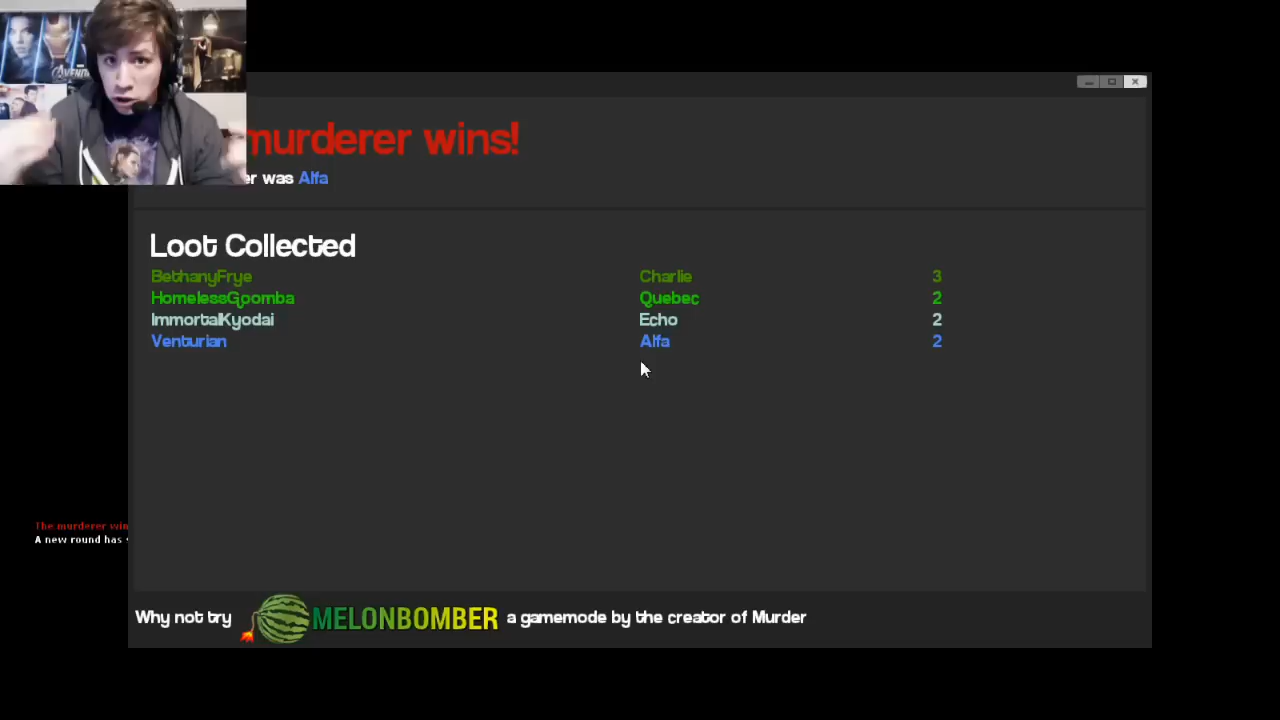 AVENG
murderer wins!
er was Alfa
Loot Collected
BethanyFrye Charlie 3
HomelessGoomba Quebec 2
ImmortalKyodai Echo 2
Venturian Alfa 2
The murderer win
A new round has
Why not try MELONBOMBER a gamemode by the creator of Murder